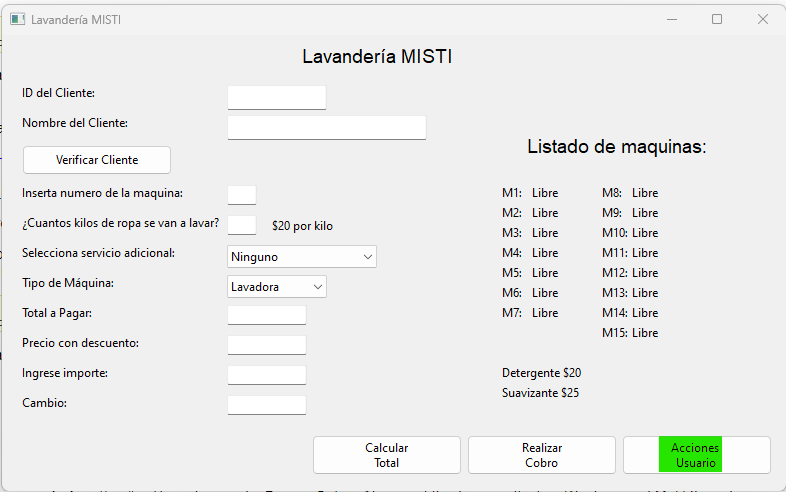 Lavandería MISTI
Lavandería MISTI
ID del Cliente:
Nombre del Cliente:
Verificar Cliente
Inserta numero de la maquina:
¿Cuantos kilos de ropa se van a lavar?
$20 por kilo
Selecciona servicio adicional:
Ninguno
Tipo de Máquina:
Lavadora
Total a Pagar:
Precio con descuento:
Ingrese importe:
Cambio:
Listado de maquinas:
M1: Libre
M2: Libre
M3: Libre
M4: Libre
M5: Libre
M6: Libre
M7: Libre
M8: Libre
M9: Libre
M10: Libre
M11: Libre
M12: Libre
M13: Libre
M14: Libre
M15: Libre
Detergente $20
Suavizante $25
Calcular
Total
Realizar
Cobro
Acciones
Usuario